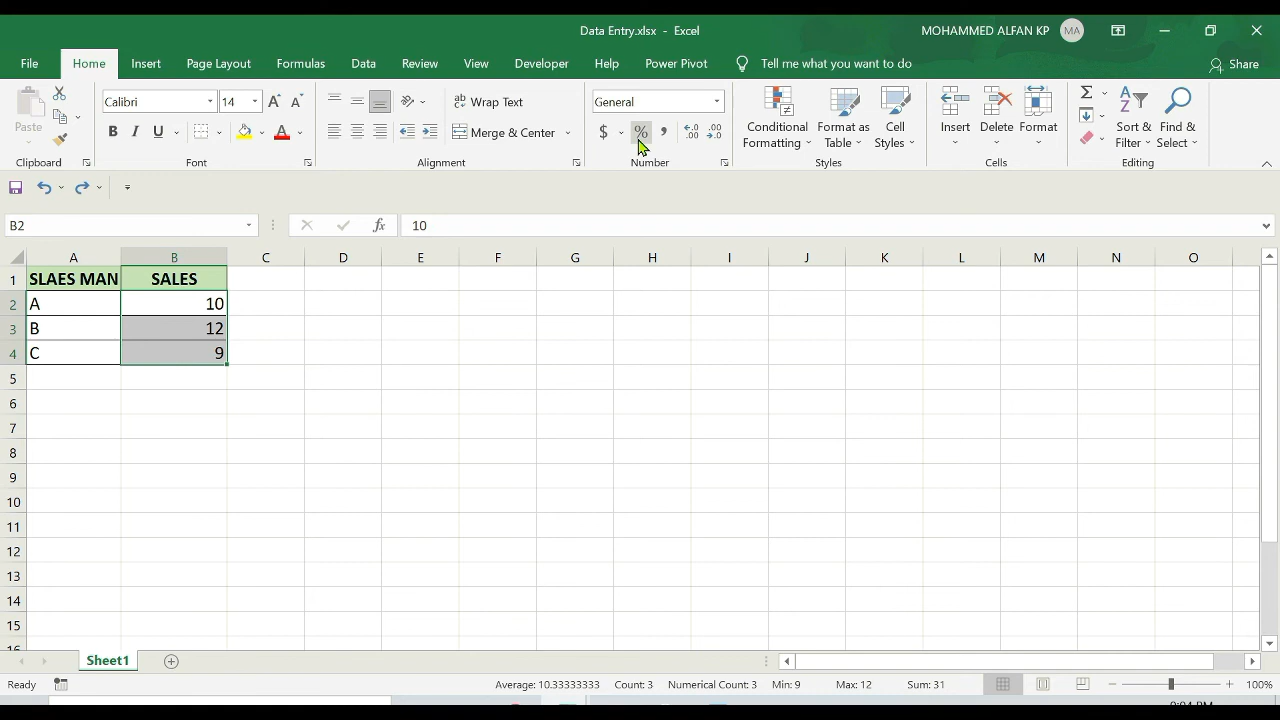 Data Entry.xlsx - Excel
MOHAMMED ALFAN KP
MA
File
Home
Insert
Page Layout
Formulas
Data
Review
View
Developer
Help
Power Pivot
Tell me what you want to do
Share
Paste
Clipboard
Calibri
14
A
A
B
I
U
A
Font
ab
Wrap Text
Merge & Center
Alignment
General
$
%
,
.00
.0
Number
Conditional
Formatting
Format as
Table
Cell
Styles
Styles
Insert
Delete
Format
Cells
Σ
Sort &
Filter
Find &
Select
Editing
B2
fx
10
A B C D E F G H I J K L M N O
1 SLAES MAN SALES
2 A 10
3 B 12
4 C 9
5
6
7
8
9
10
11
12
13
14
15
Sheet1
Ready
Average: 10.33333333
Count: 3
Numerical Count: 3
Min: 9
Max: 12
Sum: 31
100%